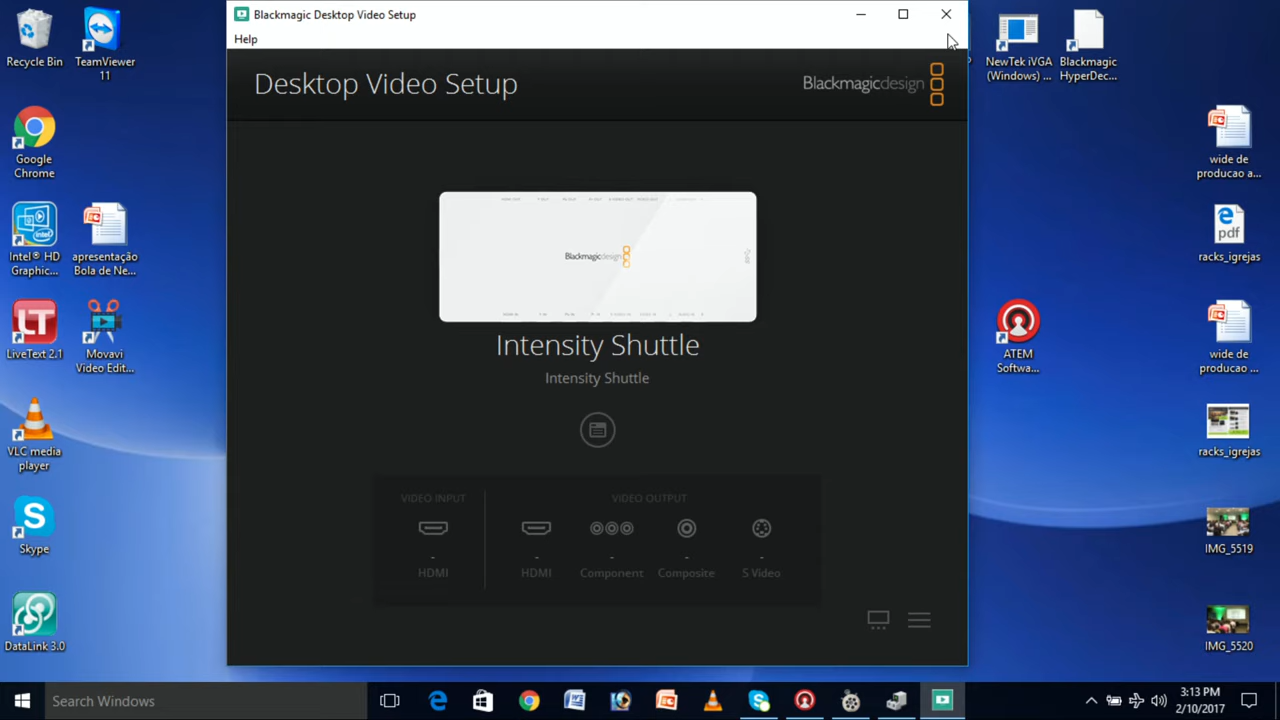 Recycle Bin
TeamViewer
11
Google
Chrome
Intel® HD
Graphic...
apresentação
Bola de Ne...
LiveText 2.1
Movavi
Video Edit...
VLC media
player
Skype
DataLink 3.0
Blackmagic Desktop Video Setup
Help
Desktop Video Setup
Blackmagicdesign
Blackmagicdesign
Intensity Shuttle
Intensity Shuttle
VIDEO INPUT
VIDEO OUTPUT
- - - - -
HDMI HDMI Component Composite S Video
NewTek iVGA
(Windows) ...
Blackmagic
HyperDec...
wide de
producao a...
pdf
racks_igrejas
ATEM
Softwa...
wide de
producao ...
racks_igrejas
IMG_5519
IMG_5520
Search Windows
3:13 PM
2/10/2017